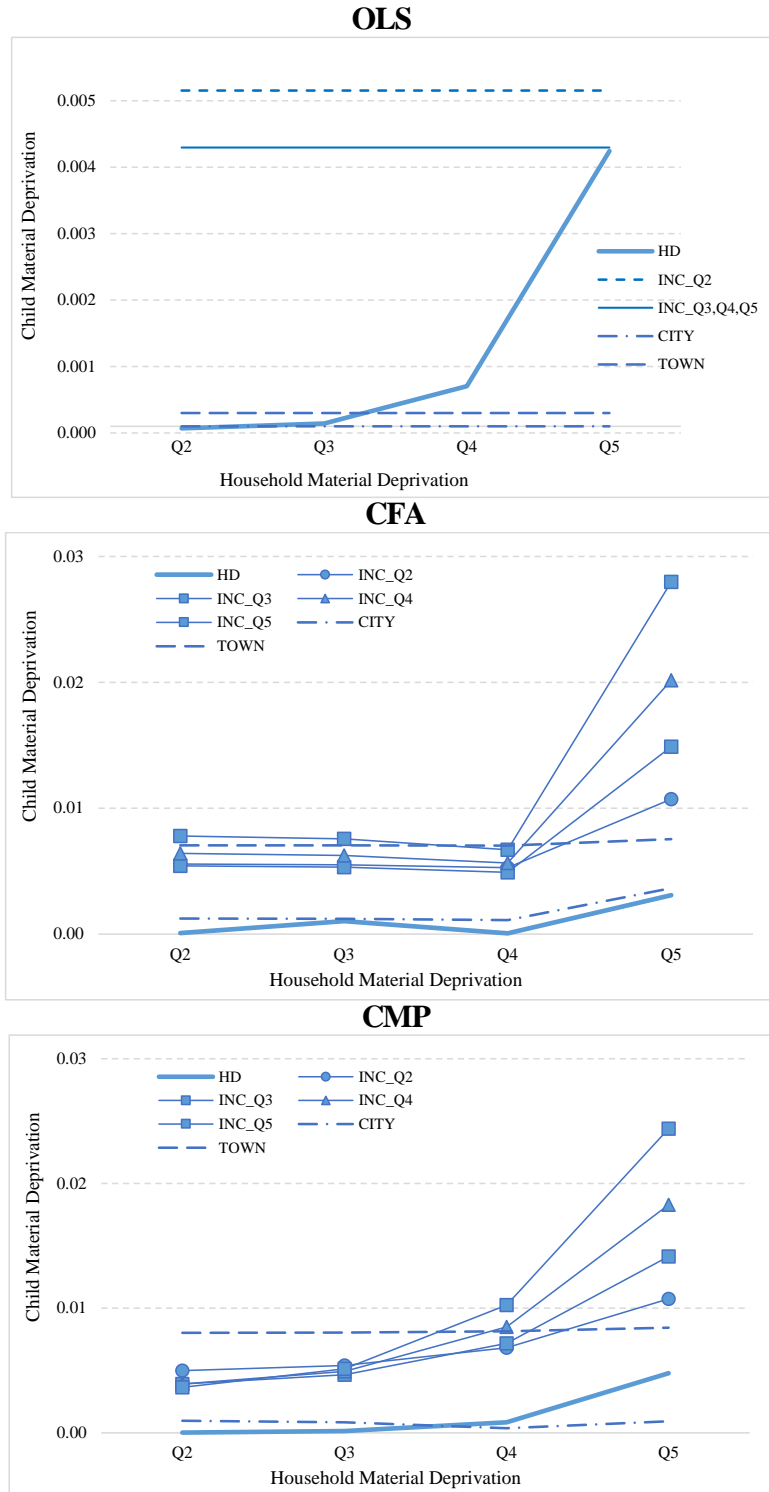 OLS
Child Material Deprivation
0.005
0.004
0.003
0.002
0.001
0.000
HD
INC_Q2
INC_Q3,Q4,Q5
CITY
TOWN
Q2 Q3 Q4 Q5
Household Material Deprivation
CFA
Child Material Deprivation
0.03
0.02
0.01
0.00
HD INC_Q2
INC_Q3 INC_Q4
INC_Q5 CITY
TOWN
Q2 Q3 Q4 Q5
Household Material Deprivation
CMP
Child Material Deprivation
0.03
0.02
0.01
0.00
HD INC_Q2
INC_Q3 INC_Q4
INC_Q5 CITY
TOWN
Q2 Q3 Q4 Q5
Household Material Deprivation